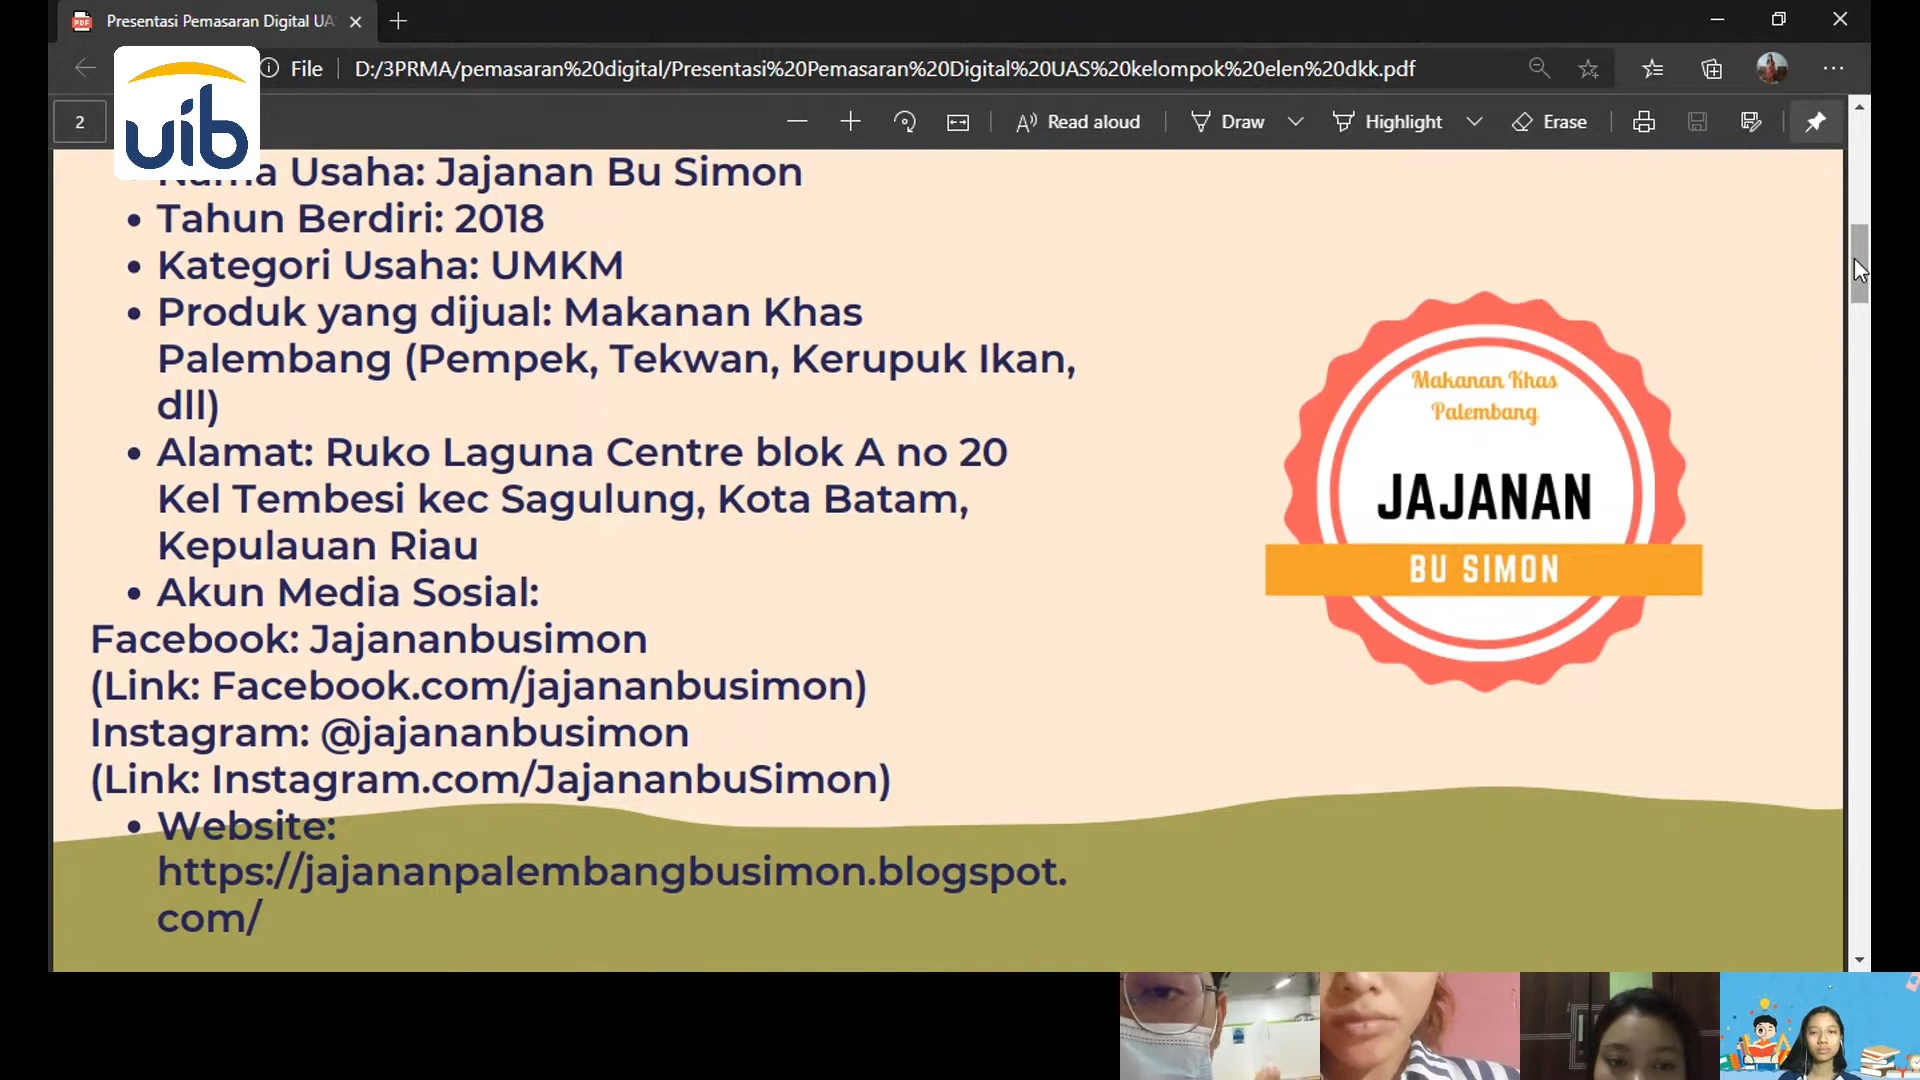 Presentasi Pemasaran Digital UA
File
D:/3PRMA/pemasaran%20digital/Presentasi%20Pemasaran%20Digital%20UAS%20kelompok%20elen%20dkk.pdf
2
uib
Read aloud
Draw
Highlight
Erase
Nama Usaha: Jajanan Bu Simon
• Tahun Berdiri: 2018
• Kategori Usaha: UMKM
• Produk yang dijual: Makanan Khas
Palembang (Pempek, Tekwan, Kerupuk Ikan,
dll)
• Alamat: Ruko Laguna Centre blok A no 20
Kel Tembesi kec Sagulung, Kota Batam,
Kepulauan Riau
• Akun Media Sosial:
Facebook: Jajananbusimon
(Link: Facebook.com/jajananbusimon)
Instagram: @jajananbusimon
(Link: Instagram.com/JajananbuSimon)
• Website:
https://jajananpalembangbusimon.blogspot.
com/
Makanan Khas
Palembang
JAJANAN
BU SIMON